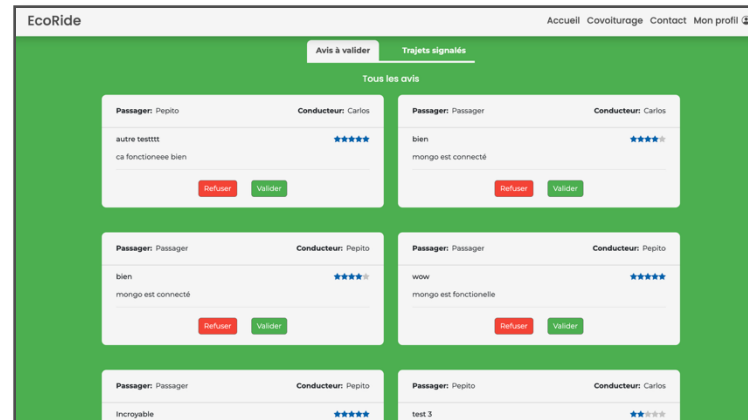 EcoRide
Accueil Covoiturage Contact Mon profil
Avis à valider
Trajets signalés
Tous les avis
Passager: Pepito Conducteur: Carlos
autre testttt
ca fonctioneee bien
Refuser Valider
Passager: Passager Conducteur: Carlos
bien
mongo est connecté
Refuser Valider
Passager: Passager Conducteur: Pepito
bien
mongo est connecté
Refuser Valider
Passager: Passager Conducteur: Pepito
wow
mongo est fonctionelle
Refuser Valider
Passager: Passager Conducteur: Pepito
Incroyable
Passager: Pepito Conducteur: Carlos
test 3